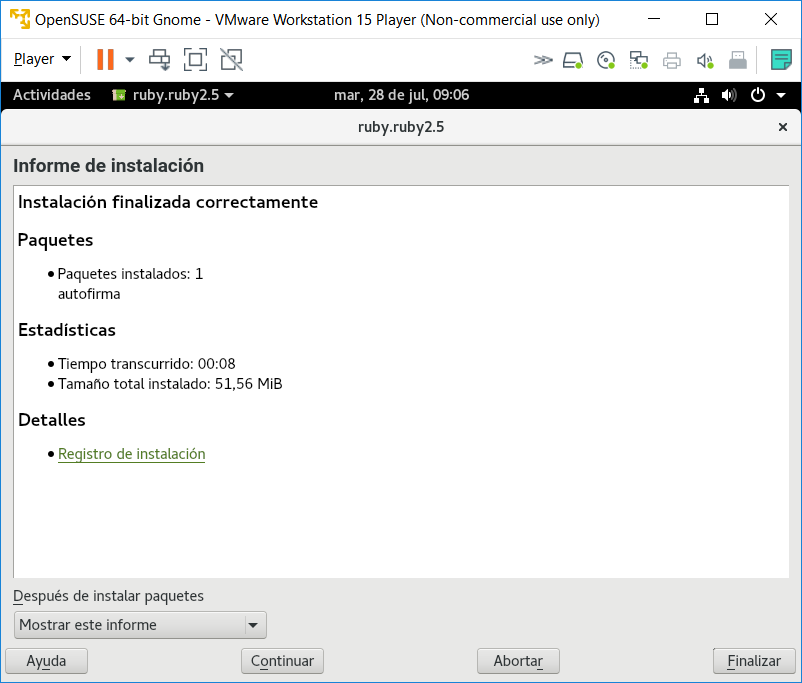 OpenSUSE 64-bit Gnome - VMware Workstation 15 Player (Non-commercial use only)
Player
Actividades ruby.ruby2.5 mar, 28 de jul, 09:06
ruby.ruby2.5
Informe de instalación
Instalación finalizada correctamente
Paquetes
Paquetes instalados: 1
autofirma
Estadísticas
Tiempo transcurrido: 00:08
Tamaño total instalado: 51,56 MiB
Detalles
Registro de instalación
Después de instalar paquetes
Mostrar este informe
Ayuda Continuar Abortar Finalizar